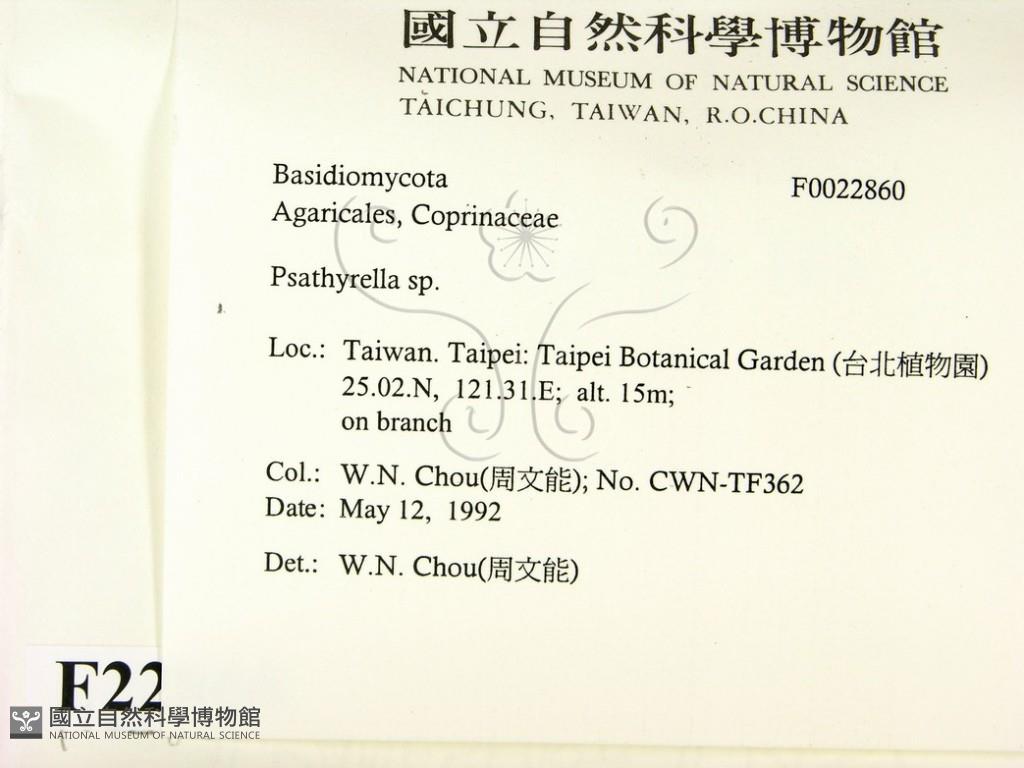 國立自然科學博物館
NATIONAL MUSEUM OF NATURAL SCIENCE
TAICHUNG, TAIWAN, R.O.CHINA
Basidiomycota F0022860
Agaricales, Coprinaceae
Psathyrella sp.
Loc.: Taiwan. Taipei: Taipei Botanical Garden (台北植物園)
25.02.N, 121.31.E; alt. 15m;
on branch
Col.: W.N. Chou(周文能); No. CWN-TF362
Date: May 12, 1992
Det.: W.N. Chou(周文能)
F22
國立自然科學博物館
NATIONAL MUSEUM OF NATURAL SCIENCE